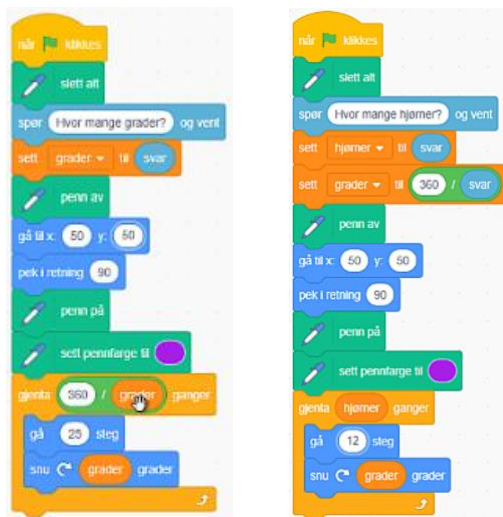 når klikkes
slett alt
spør Hvor mange grader? og vent
sett grader til svar
penn av
gå til x: 50 y: 50
pek i retning 90
penn på
sett pennfarge til
gjenta 360 / grader ganger
gå 25 steg
snu grader grader
når klikkes
slett alt
spør Hvor mange hjørner? og vent
sett hjørner til svar
sett grader til 360 / svar
penn av
gå til x: 50 y: 50
pek i retning 90
penn på
sett pennfarge til
gjenta hjørner ganger
gå 12 steg
snu grader grader